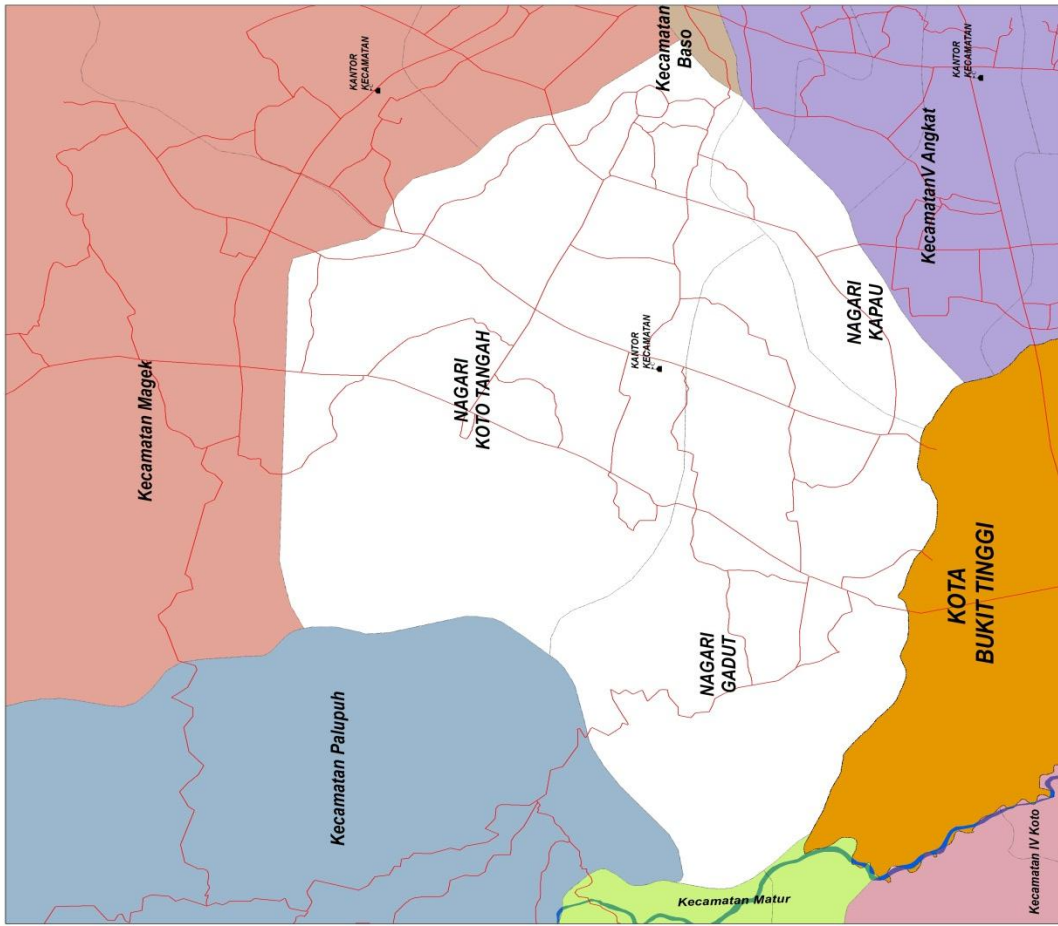 Kecamatan Magek
KANTOR
KECAMATAN
Kecamatan
Baso
Kecamatan Palupuh
NAGARI
KOTO TANGAH
KANTOR
KECAMATAN
NAGARI
GADUT
NAGARI
KAPAU
KecamatanV Angkat
KANTOR
KECAMATAN
Kecamatan Matur
KOTA
BUKIT TINGGI
Kecamatan IV Koto